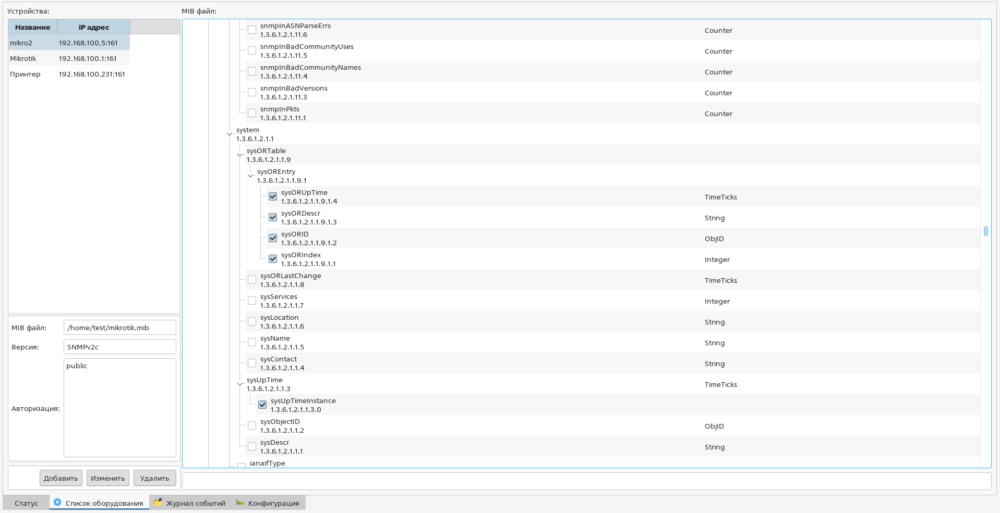 Устройства:
Название IP адрес
mikro2 192.168.100.5:161
Mikrotik 192.168.100.1:161
Принтер 192.168.100.231:161
MIB файл: /home/test/mikrotik.mib
Версия: SNMPv2c
Авторизация: public
Добавить Изменить Удалить
MIB файл:
snmpInASNParseErrs
1.3.6.1.2.1.11.6 Counter
snmpInBadCommunityUses
1.3.6.1.2.1.11.5 Counter
snmpInBadCommunityNames
1.3.6.1.2.1.11.4 Counter
snmpInBadVersions
1.3.6.1.2.1.11.3 Counter
snmpInPkts
1.3.6.1.2.1.11.1 Counter
system
1.3.6.1.2.1.1
sysORTable
1.3.6.1.2.1.1.9
sysOREntry
1.3.6.1.2.1.1.9.1
sysORUpTime
1.3.6.1.2.1.1.9.1.4 TimeTicks
sysORDescr
1.3.6.1.2.1.1.9.1.3 String
sysORID
1.3.6.1.2.1.1.9.1.2 ObjID
sysORIndex
1.3.6.1.2.1.1.9.1.1 Integer
sysORLastChange
1.3.6.1.2.1.1.8 TimeTicks
sysServices
1.3.6.1.2.1.1.7 Integer
sysLocation
1.3.6.1.2.1.1.6 String
sysName
1.3.6.1.2.1.1.5 String
sysContact
1.3.6.1.2.1.1.4 String
sysUpTime
1.3.6.1.2.1.1.3 TimeTicks
sysUpTimeInstance
1.3.6.1.2.1.1.3.0
sysObjectID
1.3.6.1.2.1.1.2 ObjID
sysDescr
1.3.6.1.2.1.1.1 String
ianaifType
Статус Список оборудования Журнал событий Конфигурация